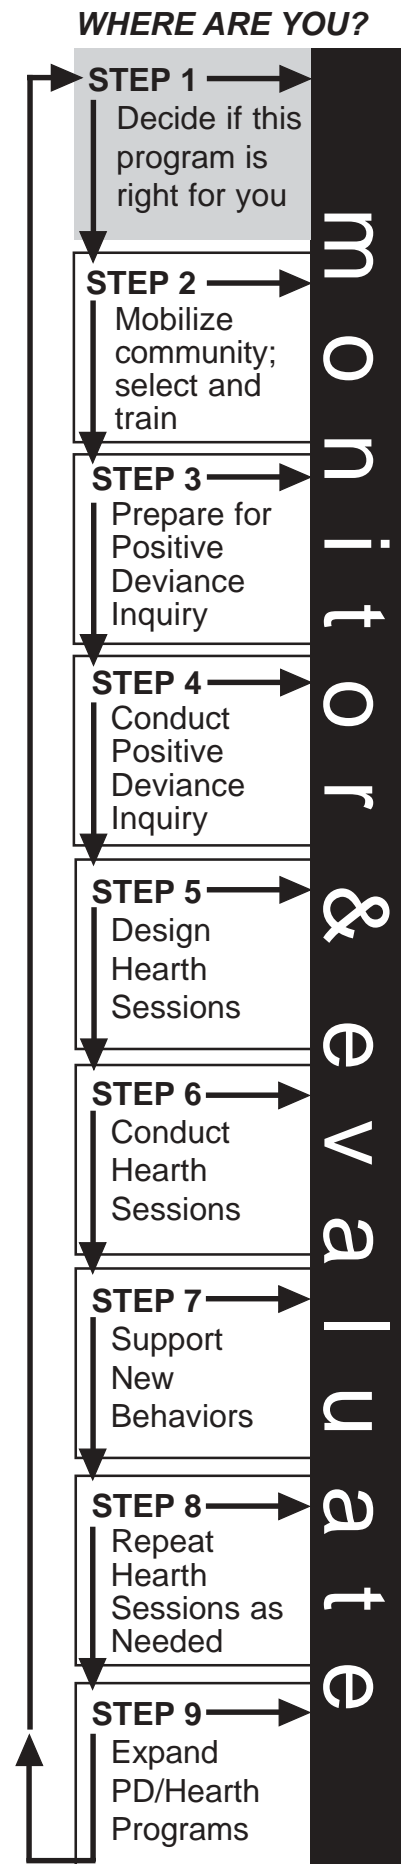 WHERE ARE YOU?
STEP 1
Decide if this
program is
right for you
STEP 2
Mobilize
community;
select and
train
STEP 3
Prepare for
Positive
Deviance
Inquiry
STEP 4
Conduct
Positive
Deviance
Inquiry
STEP 5
Design
Hearth
Sessions
STEP 6
Conduct
Hearth
Sessions
STEP 7
Support
New
Behaviors
STEP 8
Repeat
Hearth
Sessions as
Needed
STEP 9
Expand
PD/Hearth
Programs
monitor & evaluate